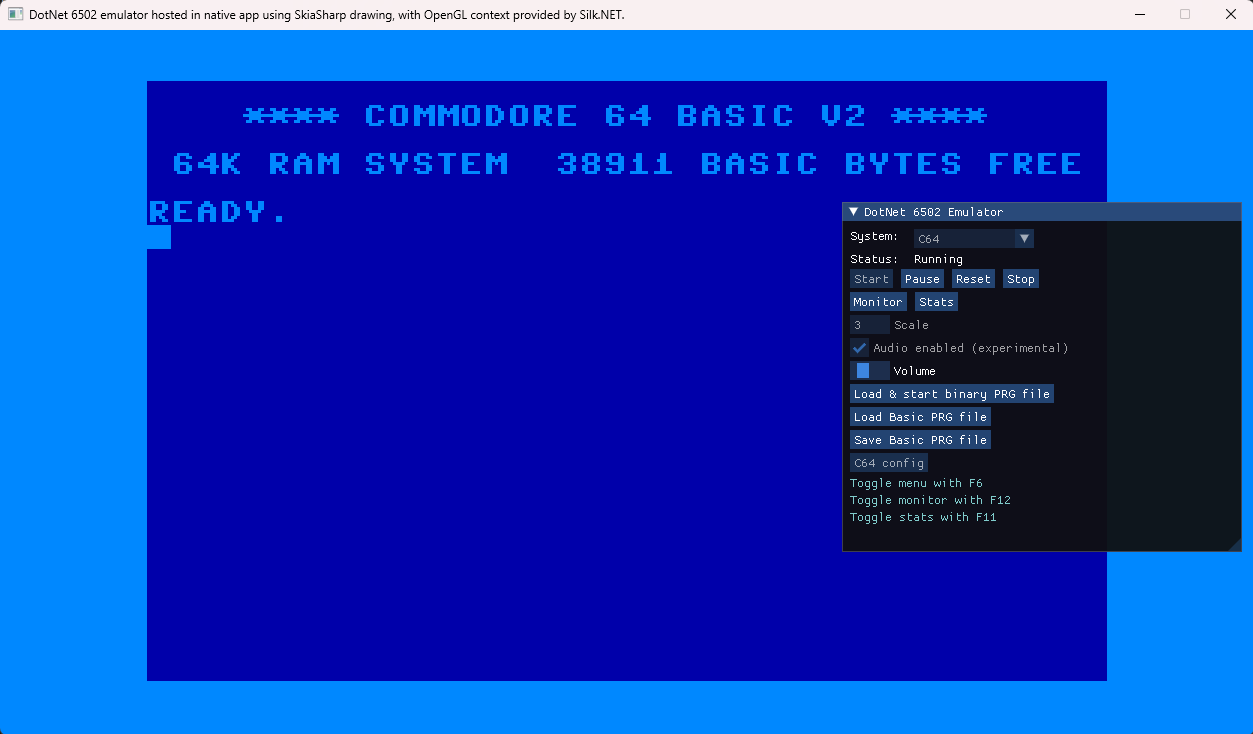 DotNet 6502 emulator hosted in native app using SkiaSharp drawing, with OpenGL context provided by Silk.NET.
**** COMMODORE 64 BASIC V2 ****
64K RAM SYSTEM  38911 BASIC BYTES FREE
READY.
DotNet 6502 Emulator
System: C64
Status: Running
Start Pause Reset Stop
Monitor Stats
3 Scale
Audio enabled (experimental)
Volume
Load & start binary PRG file
Load Basic PRG file
Save Basic PRG file
C64 config
Toggle menu with F6
Toggle monitor with F12
Toggle stats with F11